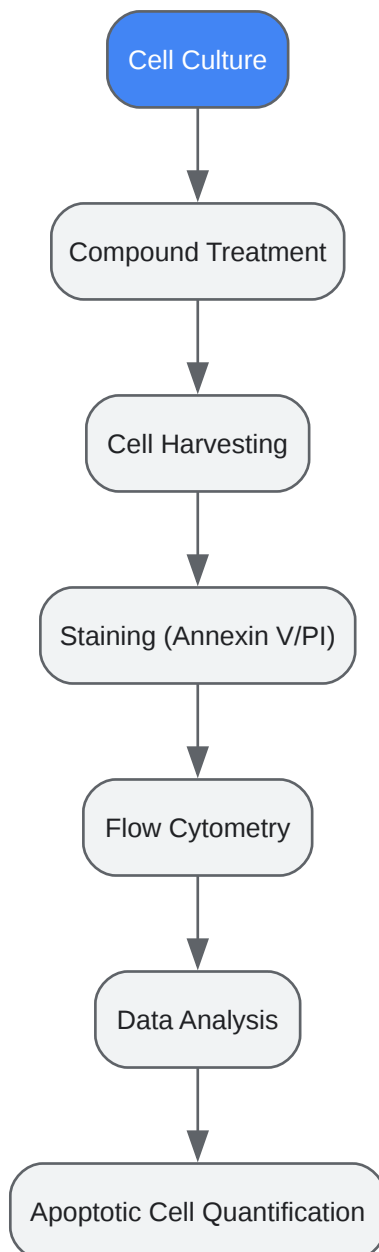 Cell Culture
Compound Treatment
Cell Harvesting
Staining (Annexin V/PI)
Flow Cytometry
Data Analysis
Apoptotic Cell Quantification